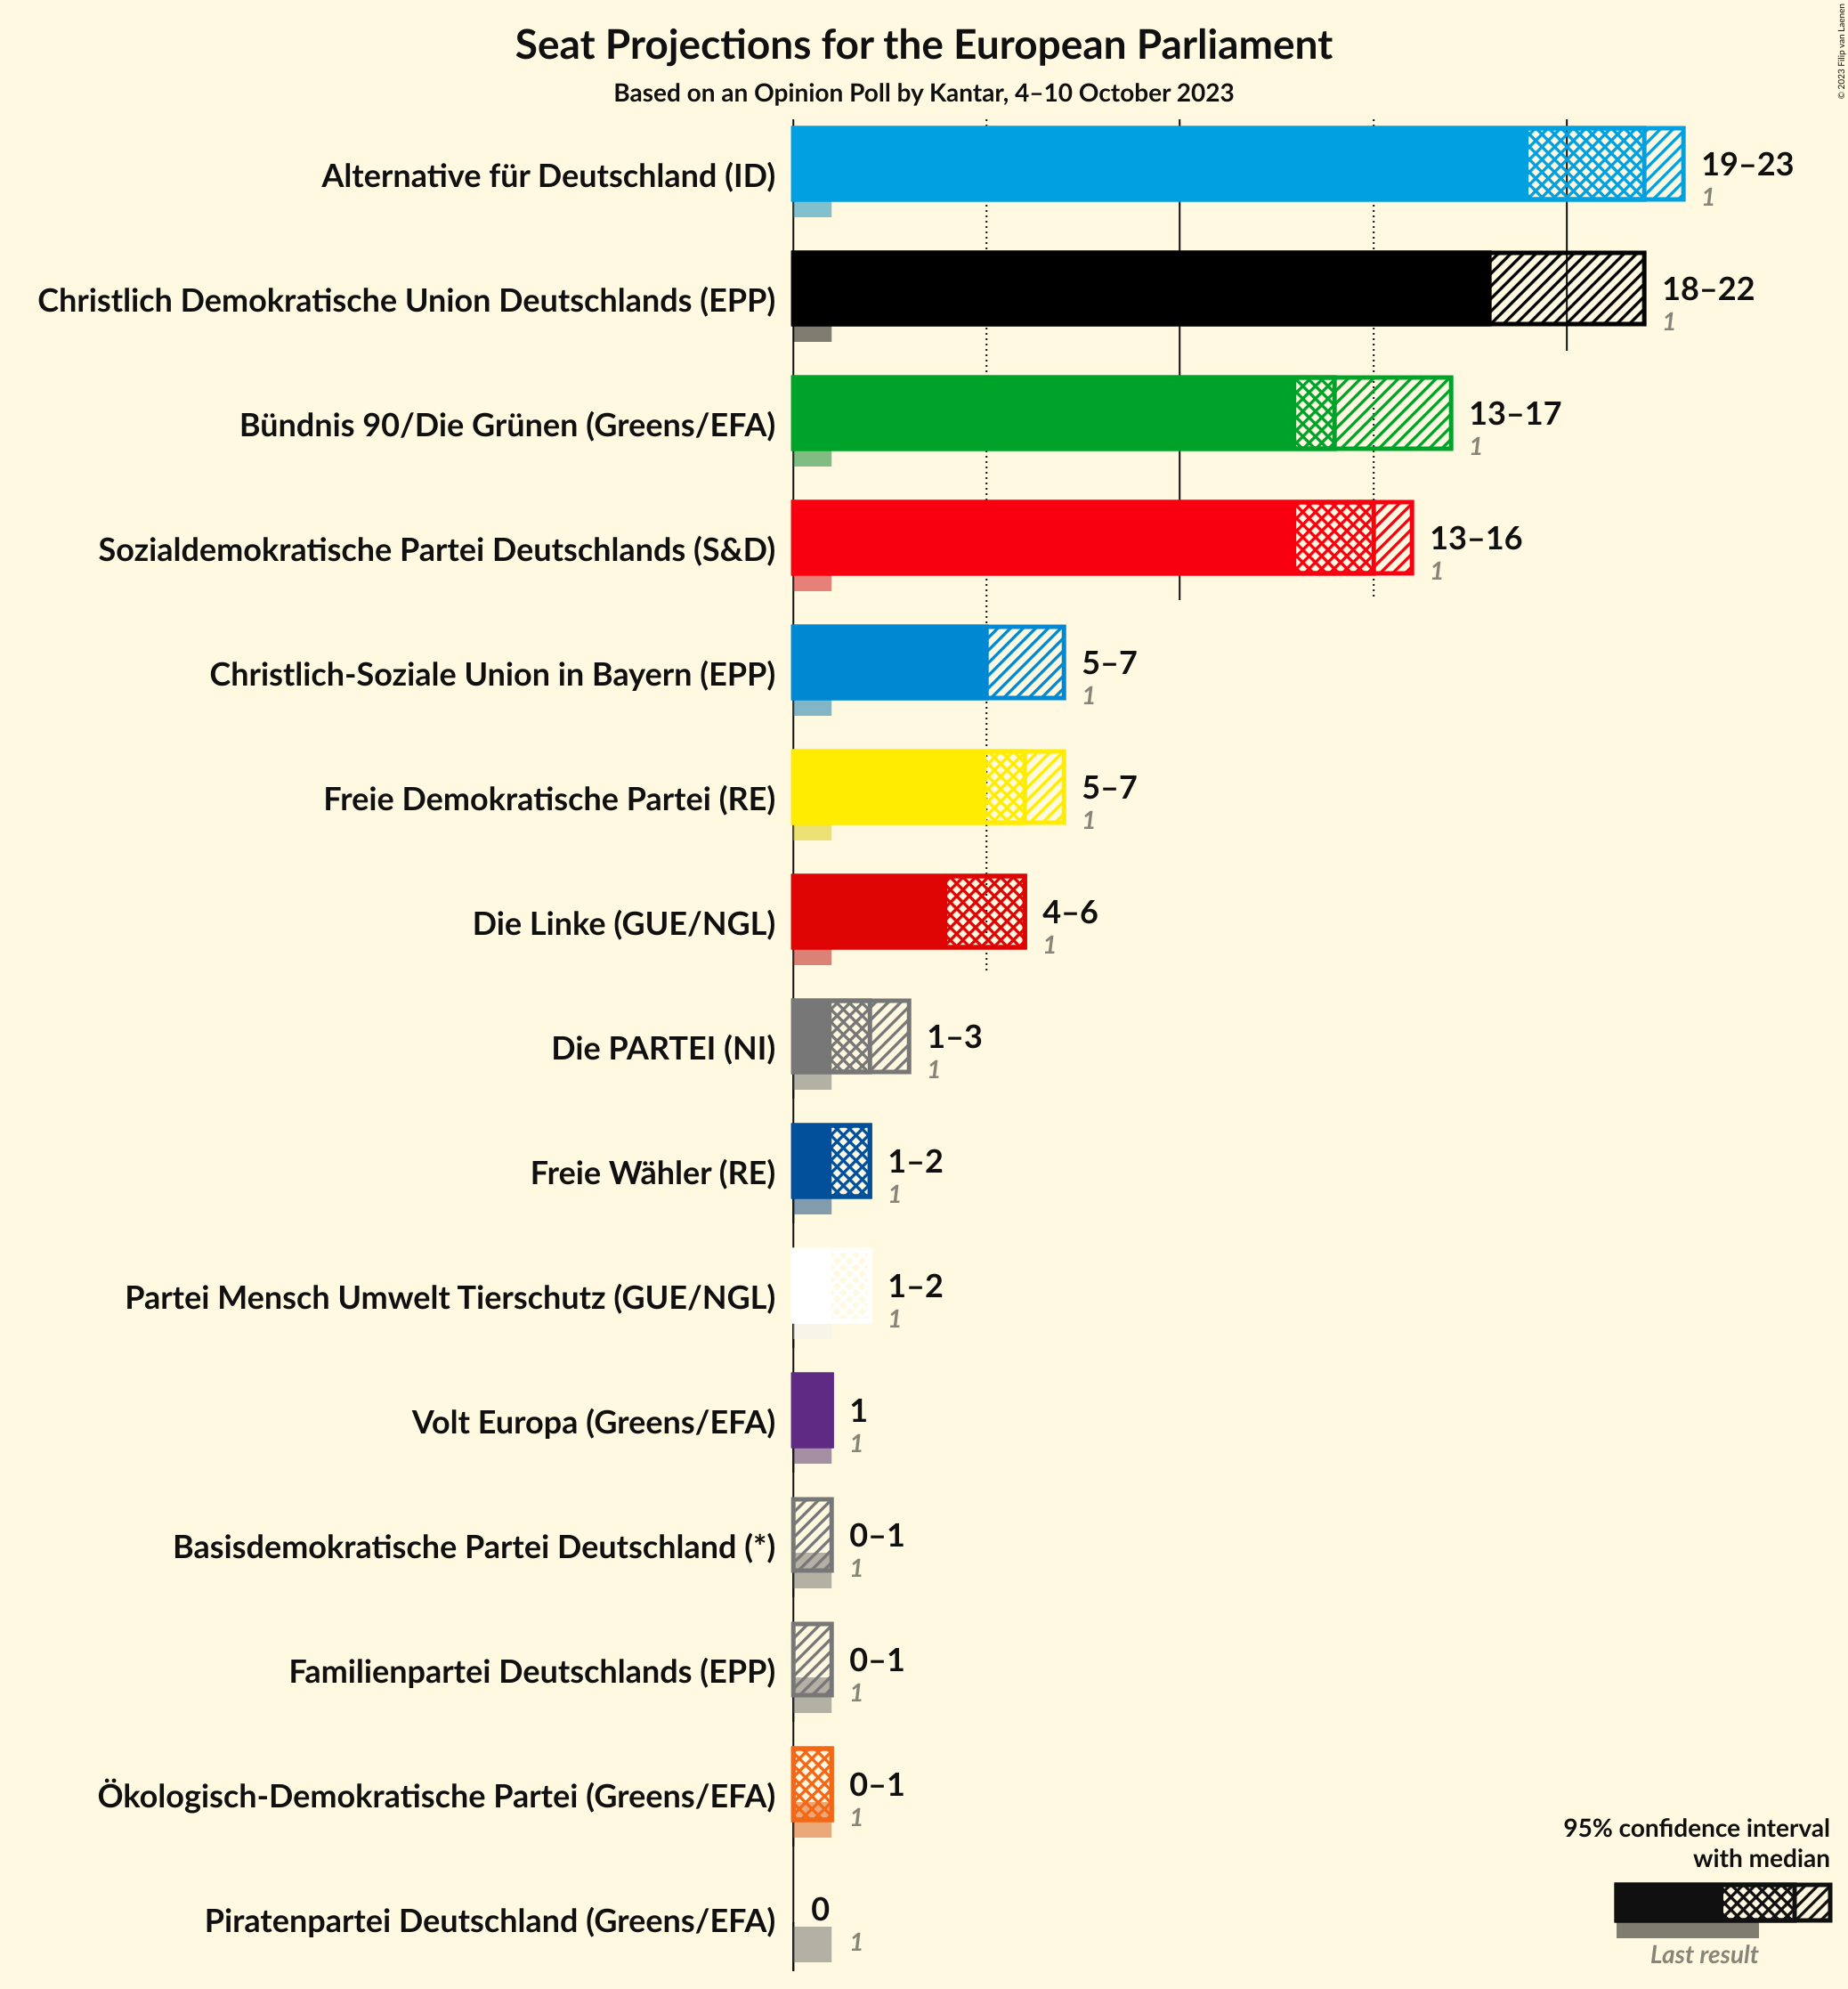 Seat Projections for the European Parliament
Based on an Opinion Poll by Kantar, 4–10 October 2023
© 2023 Filip van Laenen
Alternative für Deutschland (ID)
19–23
1
Christlich Demokratische Union Deutschlands (EPP)
18–22
1
Bündnis 90/Die Grünen (Greens/EFA)
13–17
1
Sozialdemokratische Partei Deutschlands (S&D)
13–16
1
Christlich-Soziale Union in Bayern (EPP)
5–7
1
Freie Demokratische Partei (RE)
5–7
1
Die Linke (GUE/NGL)
4–6
1
Die PARTEI (NI)
1–3
1
Freie Wähler (RE)
1–2
1
Partei Mensch Umwelt Tierschutz (GUE/NGL)
1–2
1
Volt Europa (Greens/EFA)
1
1
Basisdemokratische Partei Deutschland (*)
0–1
1
Familienpartei Deutschlands (EPP)
0–1
1
Ökologisch-Demokratische Partei (Greens/EFA)
0–1
1
Piratenpartei Deutschland (Greens/EFA)
0
1
95% confidence interval
with median
Last result